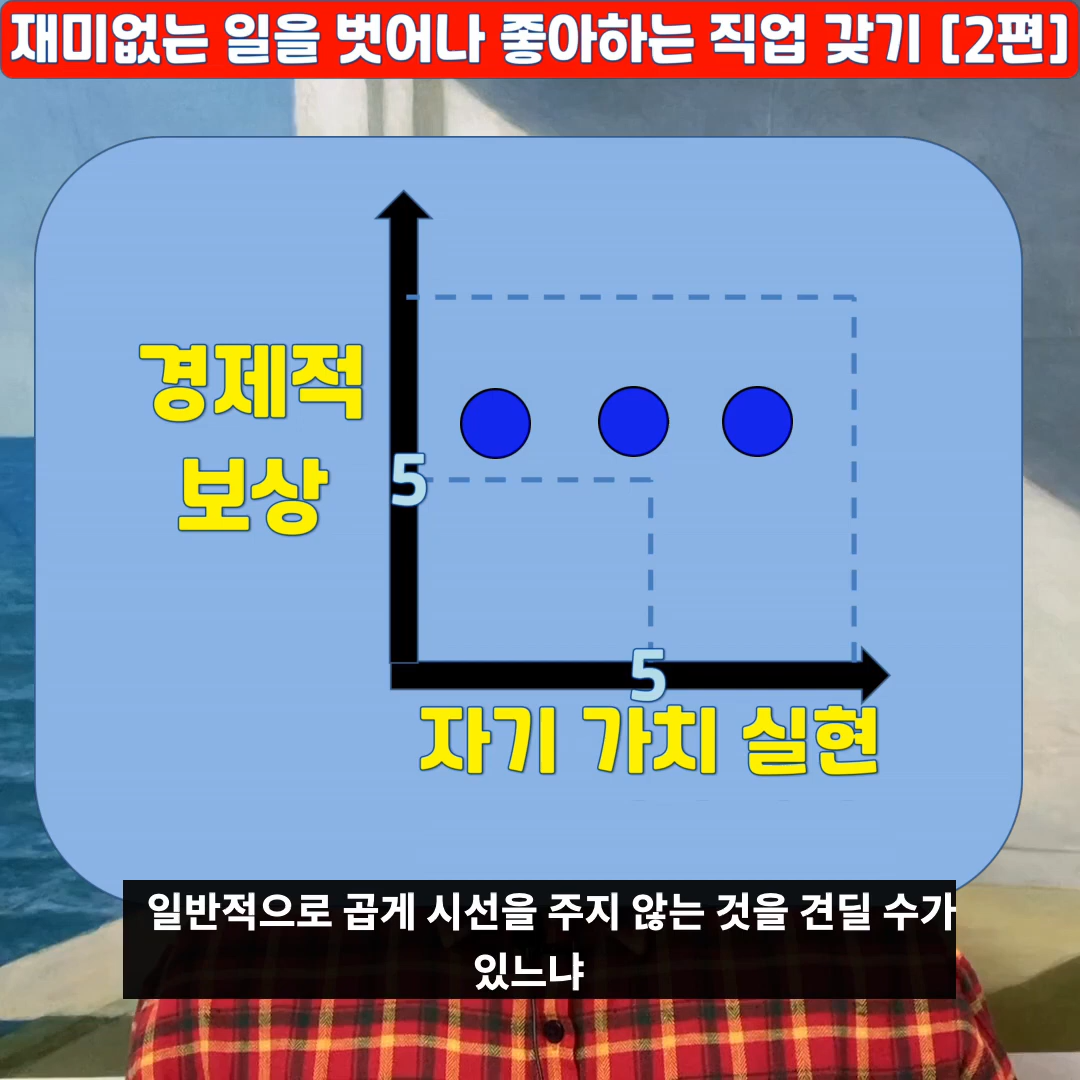 재미없는 일을 벗어나 좋아하는 직업 갖기 [2편]
경제적
보상
5
5
자기 가치 실현
일반적으로 곱게 시선을 주지 않는 것을 견딜 수가
있느냐